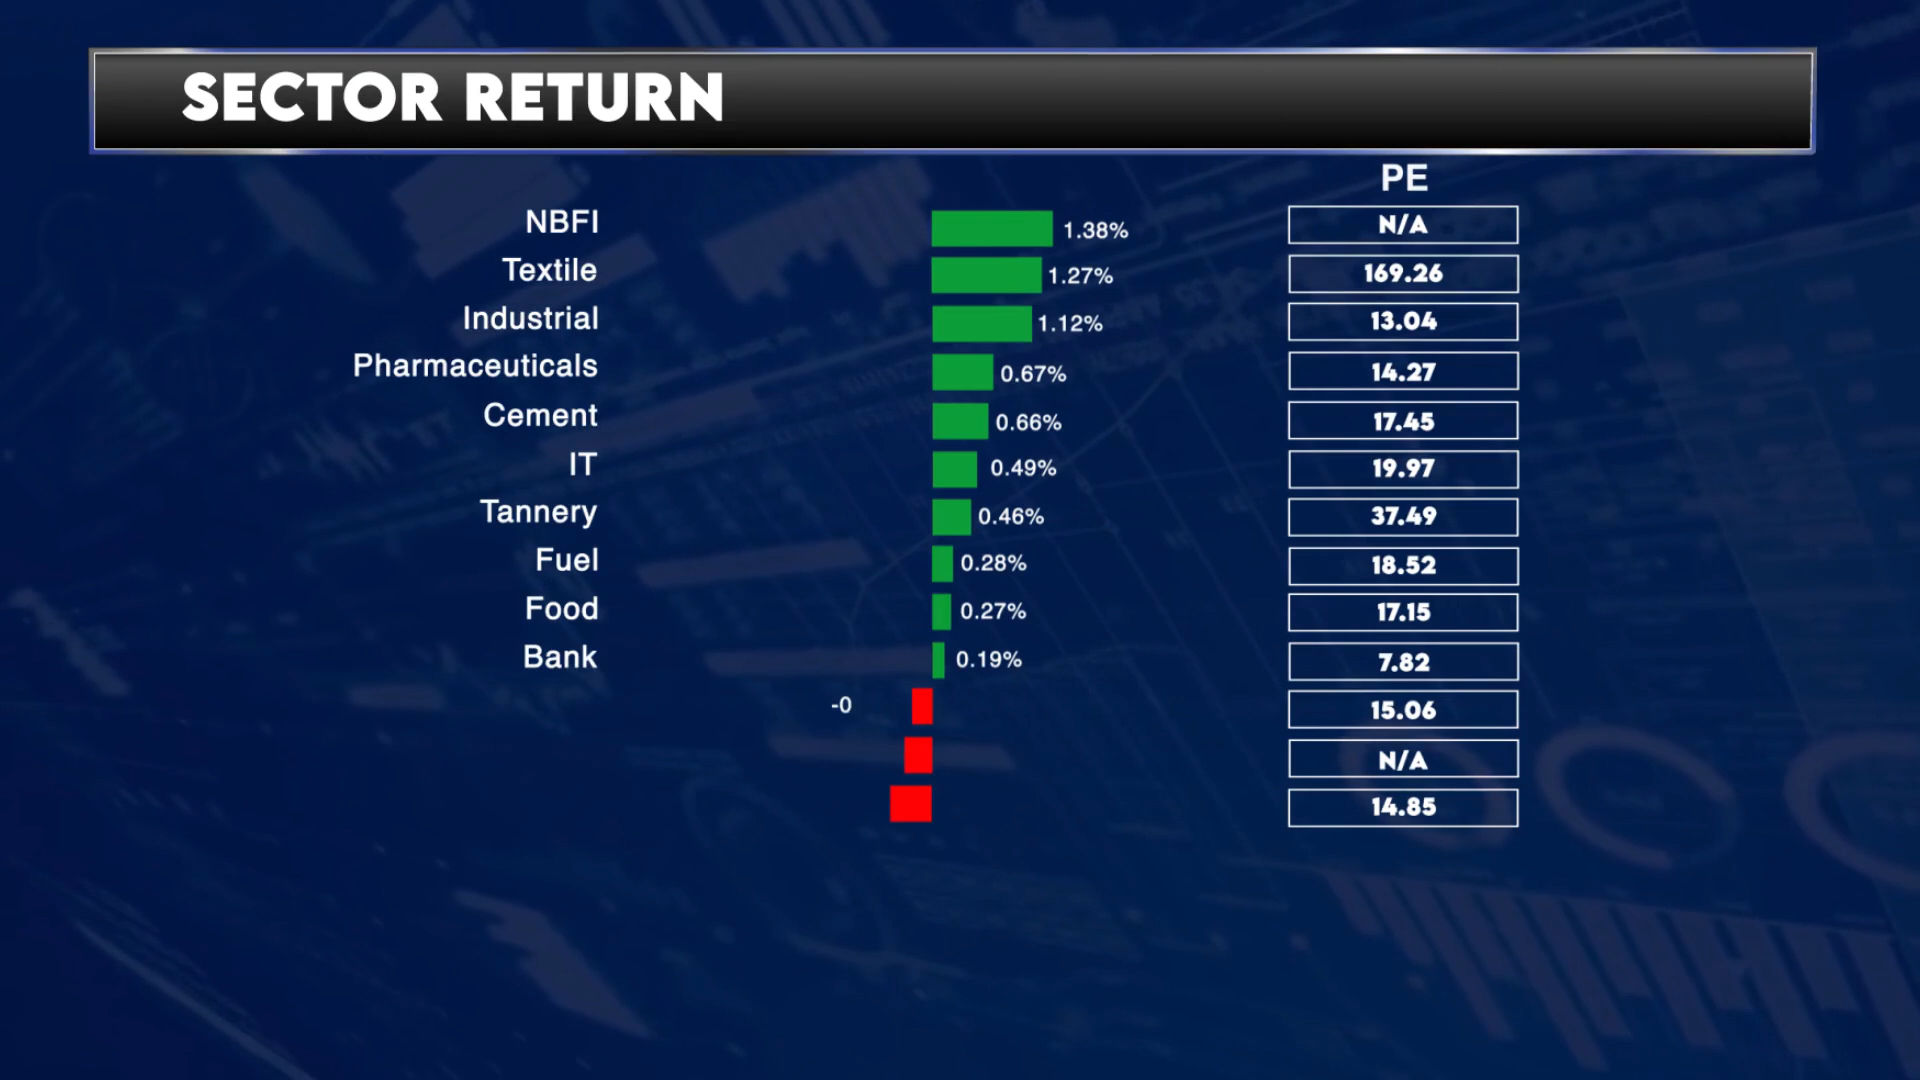 SECTOR RETURN
PE
NBFI 1.38% N/A
Textile 1.27% 169.26
Industrial 1.12% 13.04
Pharmaceuticals 0.67% 14.27
Cement 0.66% 17.45
IT 0.49% 19.97
Tannery 0.46% 37.49
Fuel 0.28% 18.52
Food 0.27% 17.15
Bank 0.19% 7.82
-0 15.06
N/A
14.85